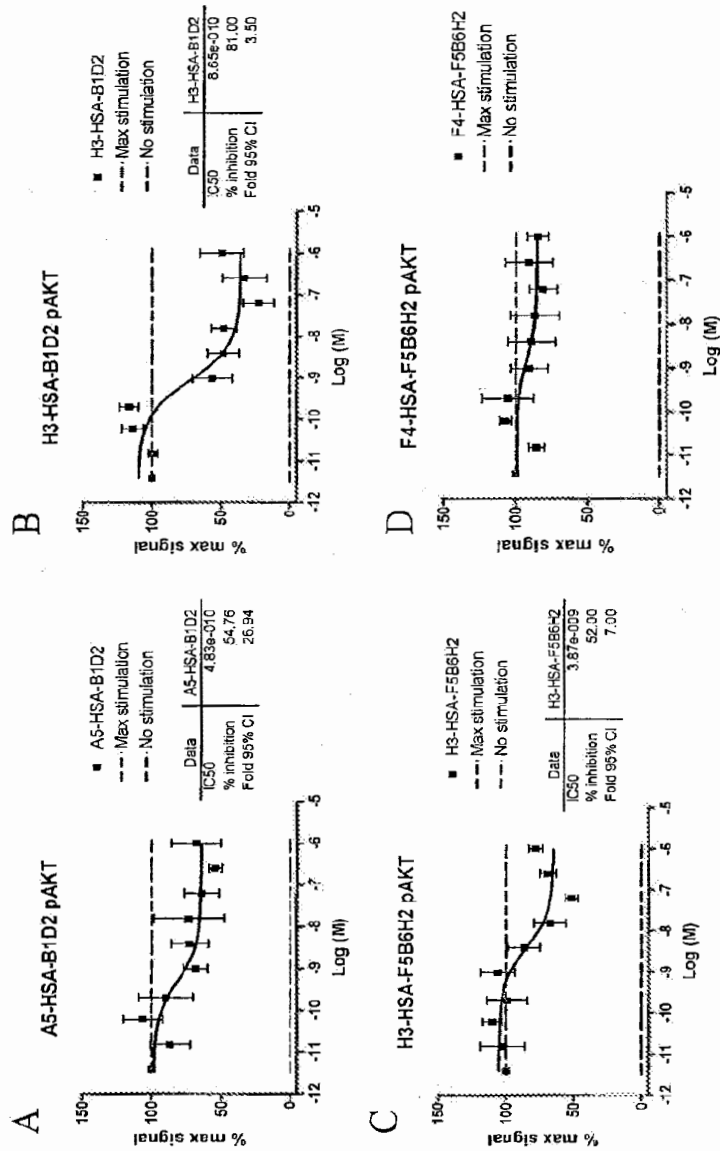 A
A5-HSA-B1D2 pAKT
A5-HSA-B1D2
Max stimulation
No stimulation
% max signal
150
100
50
0
-12 -11 -10 -9 -8 -7 -6 -5
Log (M)
Data A5-HSA-B1D2
IC50 4.83e-010
% inhibition 54.76
Fold 95% CI 26.94
B
H3-HSA-B1D2 pAKT
H3-HSA-B1D2
Max stimulation
No stimulation
% max signal
150
100
50
0
-12 -11 -10 -9 -8 -7 -6 -5
Log (M)
Data H3-HSA-B1D2
IC50 8.65e-010
% inhibition 81.00
Fold 95% CI 3.50
C
H3-HSA-F5B6H2 pAKT
H3-HSA-F5B6H2
Max stimulation
No stimulation
% max signal
150
100
50
0
-12 -11 -10 -9 -8 -7 -6 -5
Log (M)
Data H3-HSA-F5B6H2
IC50 3.87e-009
% inhibition 52.00
Fold 95% CI 7.00
D
F4-HSA-F5B6H2 pAKT
F4-HSA-F5B6H2
Max stimulation
No stimulation
% max signal
150
100
50
0
-12 -11 -10 -9 -8 -7 -6 -5
Log (M)